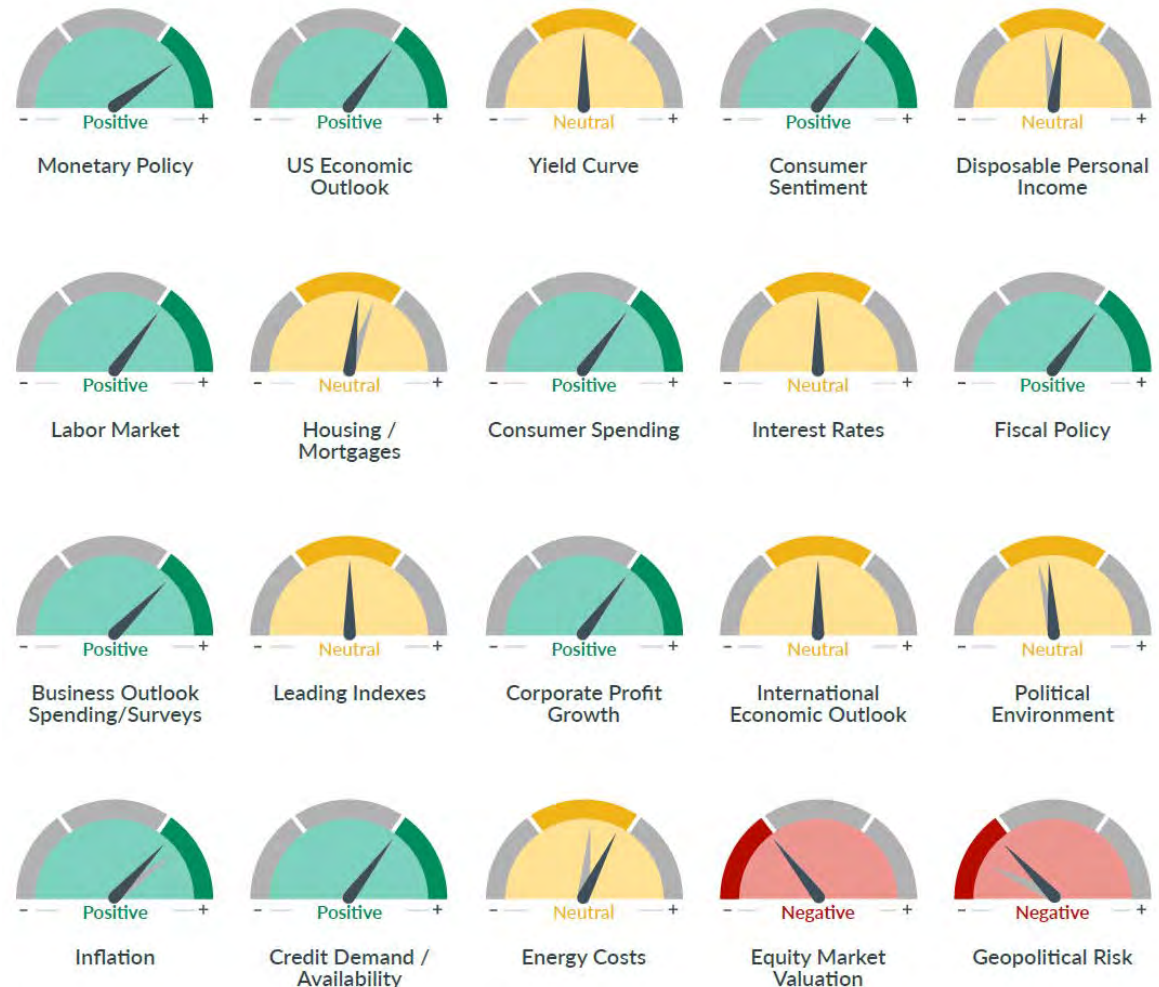 - Positive +
Monetary Policy
- Positive +
US Economic
Outlook
- Neutral +
Yield Curve
- Positive +
Consumer
Sentiment
- Neutral +
Disposable Personal
Income
- Positive +
Labor Market
- Neutral +
Housing /
Mortgages
- Positive +
Consumer Spending
- Neutral +
Interest Rates
- Positive +
Fiscal Policy
- Positive +
Business Outlook
Spending/Surveys
- Neutral +
Leading Indexes
- Positive +
Corporate Profit
Growth
- Neutral +
International
Economic Outlook
- Neutral +
Political
Environment
- Positive +
Inflation
- Positive +
Credit Demand /
Availability
- Neutral +
Energy Costs
- Negative +
Equity Market
Valuation
- Negative +
Geopolitical Risk